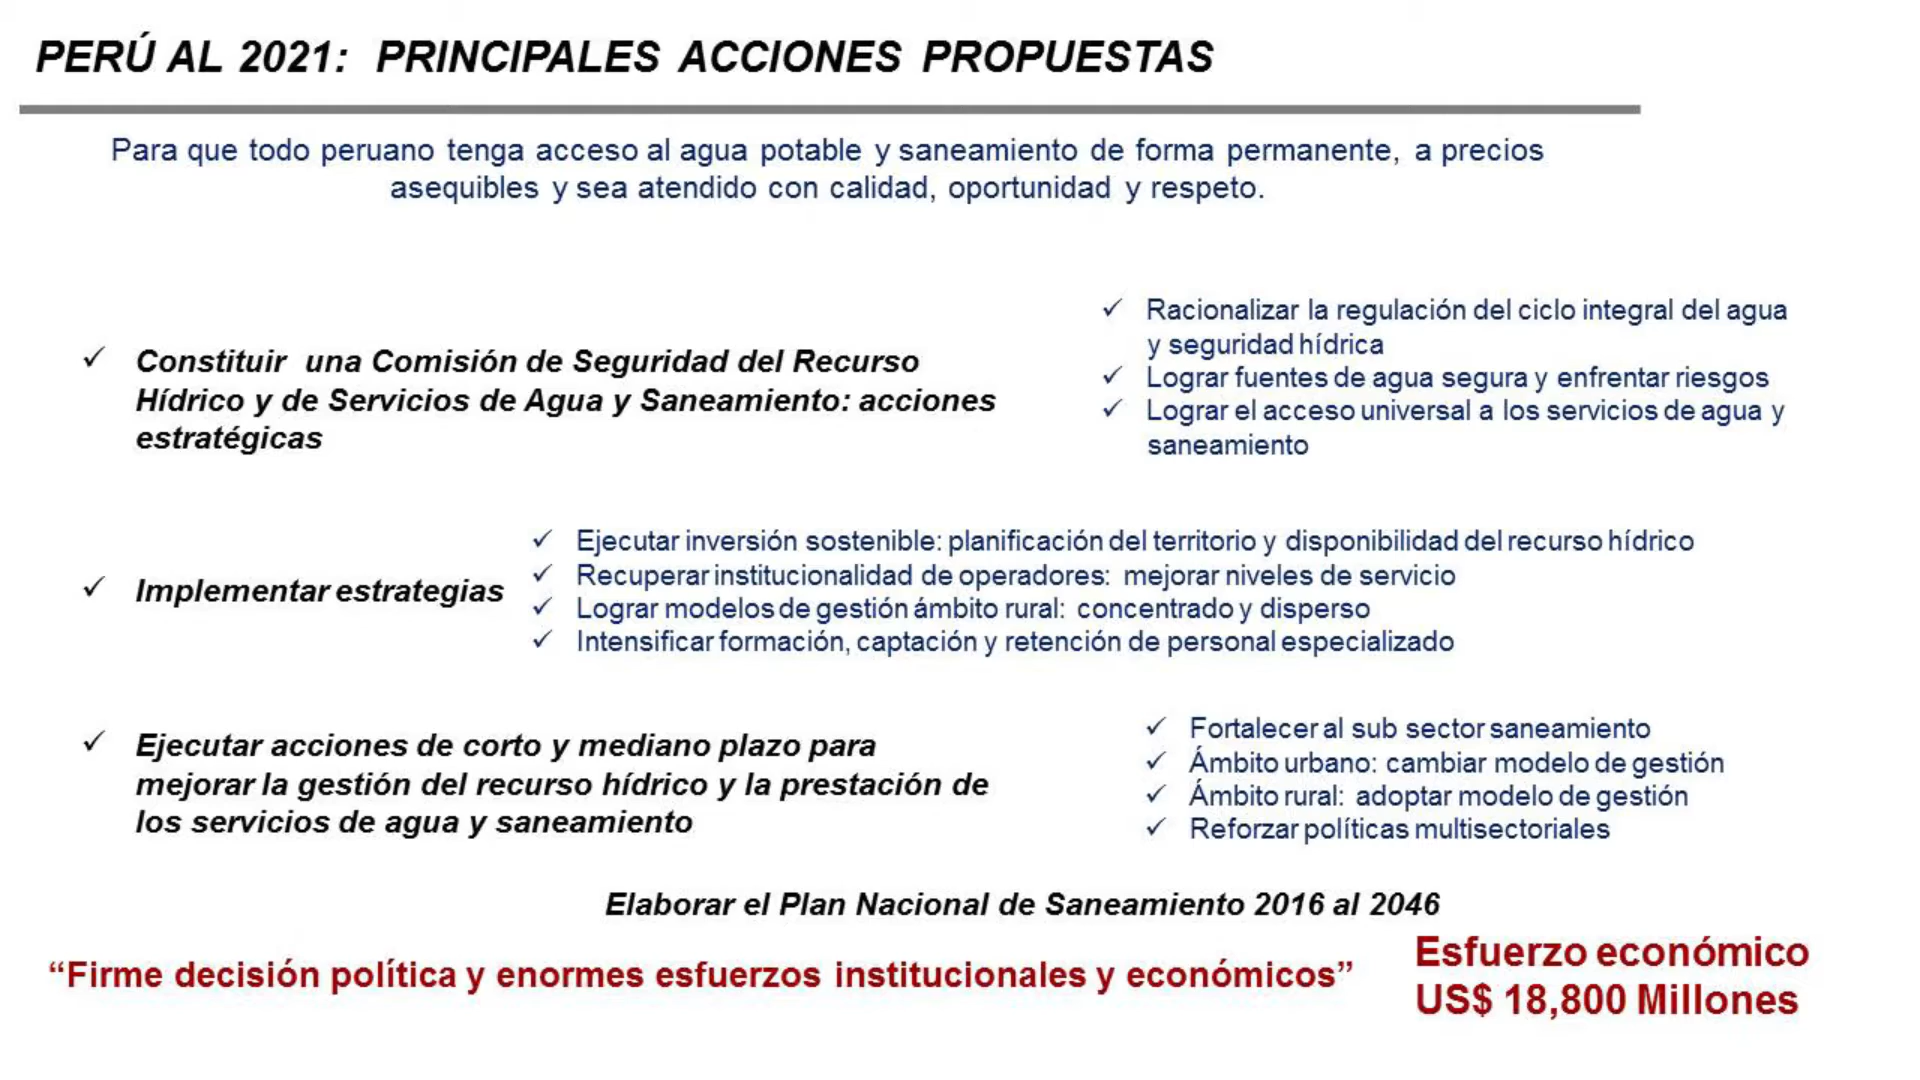 PERÚ AL 2021: PRINCIPALES ACCIONES PROPUESTAS
Para que todo peruano tenga acceso al agua potable y saneamiento de forma permanente, a precios
asequibles y sea atendido con calidad, oportunidad y respeto.
✓ Constituir una Comisión de Seguridad del Recurso
Hídrico y de Servicios de Agua y Saneamiento: acciones
estratégicas
✓ Racionalizar la regulación del ciclo integral del agua
y seguridad hídrica
✓ Lograr fuentes de agua segura y enfrentar riesgos
✓ Lograr el acceso universal a los servicios de agua y
saneamiento
✓ Implementar estrategias
✓ Ejecutar inversión sostenible: planificación del territorio y disponibilidad del recurso hídrico
✓ Recuperar institucionalidad de operadores: mejorar niveles de servicio
✓ Lograr modelos de gestión ámbito rural: concentrado y disperso
✓ Intensificar formación, captación y retención de personal especializado
✓ Ejecutar acciones de corto y mediano plazo para
mejorar la gestión del recurso hídrico y la prestación de
los servicios de agua y saneamiento
✓ Fortalecer al sub sector saneamiento
✓ Ámbito urbano: cambiar modelo de gestión
✓ Ámbito rural: adoptar modelo de gestión
✓ Reforzar políticas multisectoriales
Elaborar el Plan Nacional de Saneamiento 2016 al 2046
“Firme decisión política y enormes esfuerzos institucionales y económicos”
Esfuerzo económico
US$ 18,800 Millones